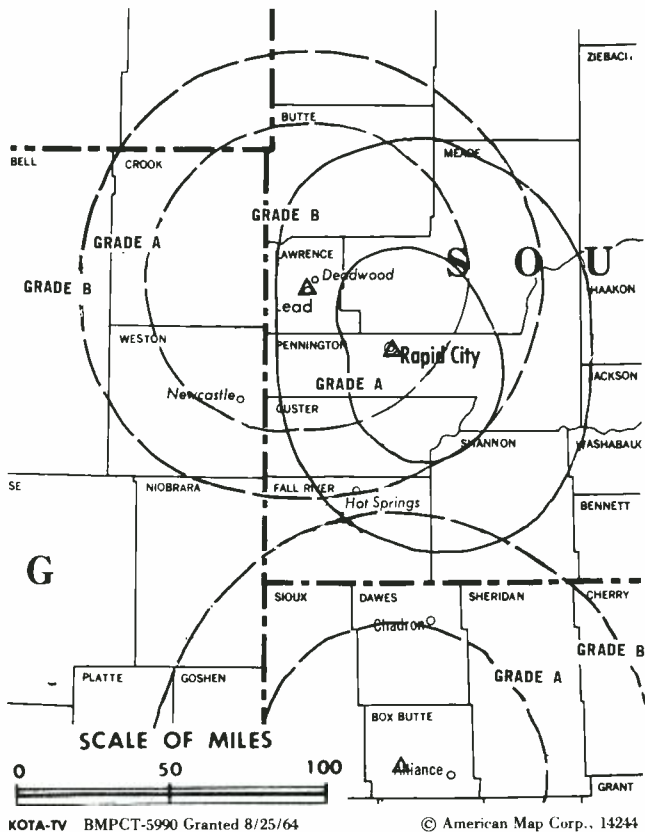 ZIEBACH
BUTTE
BELL
CROOK
MEADE
GRADE B
GRADE A
GRADE B
LAWRENCE
S O U
Deadwood
HAAKON
Lead
WESTON
PENNINGTON
Rapid City
GRADE A
JACKSON
Newcastle
CUSTER
SHANNON
WASHABAUK
SE
NIOBRARA
FALL RIVER
Hot Springs
BENNETT
G
SIOUX
DAWES
SHERIDAN
CHERRY
Chadron
GRADE B
PLATTE
GOSHEN
GRADE A
BOX BUTTE
SCALE OF MILES
Alliance
0 50 100
GRANT
KOTA-TV BMPCT-5990 Granted 8/25/64
© American Map Corp., 14244